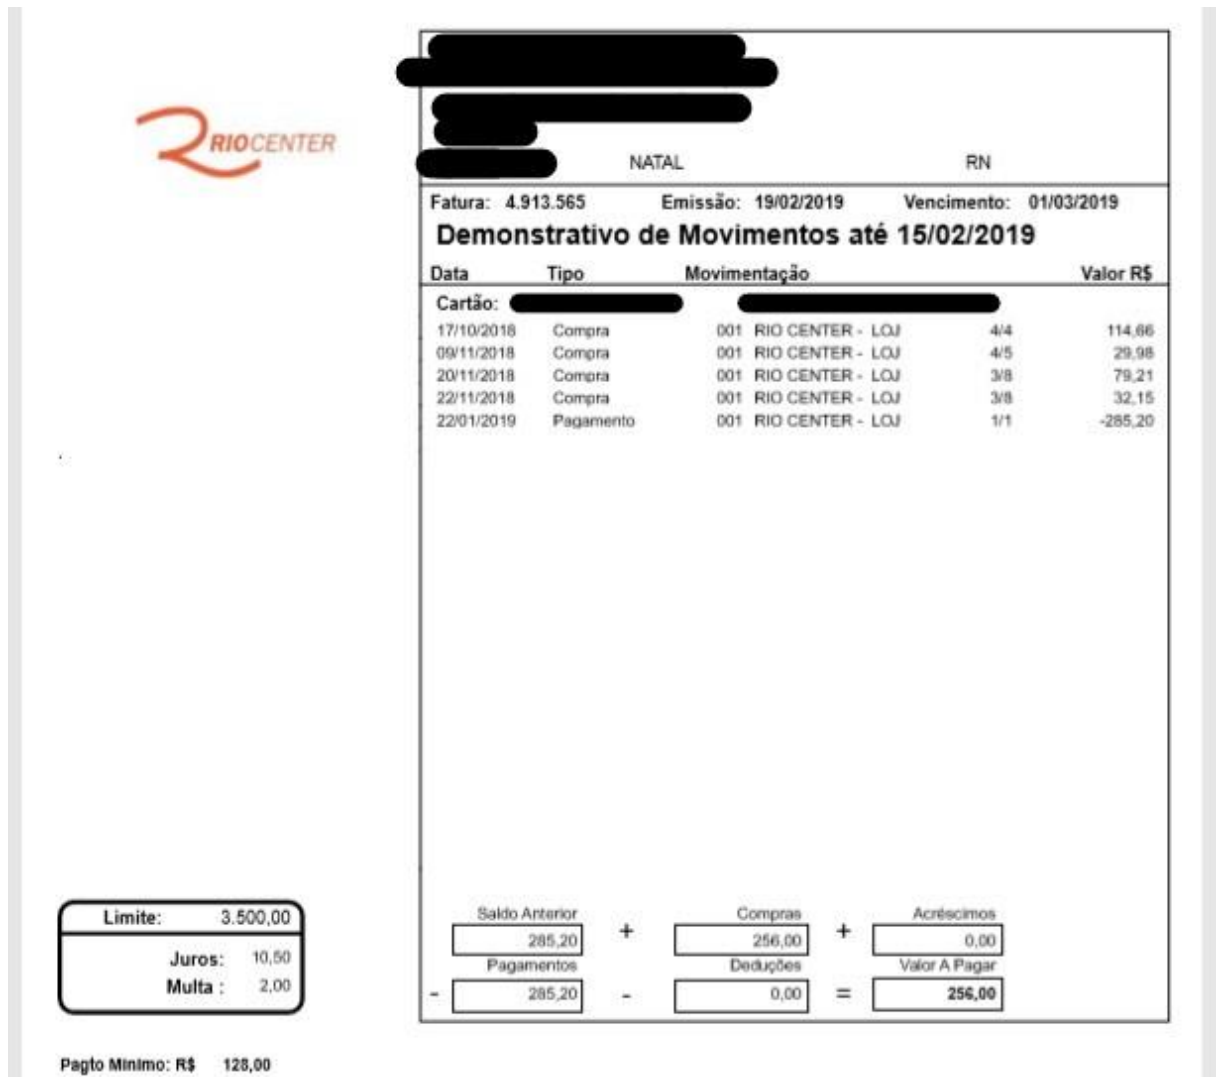 RIOCENTER
NATAL RN
Fatura: 4.913.565 Emissão: 19/02/2019 Vencimento: 01/03/2019
Demonstrativo de Movimentos até 15/02/2019
Data Tipo Movimentação Valor R$
Cartão:
17/10/2018 Compra 001 RIO CENTER - LOJ 4/4 114,66
09/11/2018 Compra 001 RIO CENTER - LOJ 4/5 29,98
20/11/2018 Compra 001 RIO CENTER - LOJ 3/8 79,21
22/11/2018 Compra 001 RIO CENTER - LOJ 3/8 32,15
22/01/2019 Pagamento 001 RIO CENTER - LOJ 1/1 -285,20
Limite: 3.500,00
Juros: 10,50
Multa : 2,00
Saldo Anterior Compras Acréscimos
285,20 + 256,00 + 0,00
Pagamentos Deduções Valor A Pagar
- 285,20 - 0,00 = 256,00
Pagto Mínimo: R$ 128,00